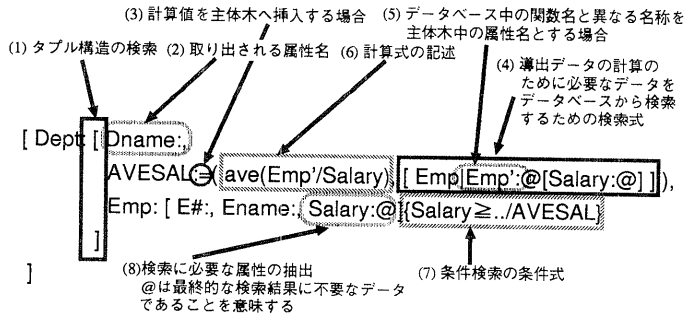 (3) 計算値を主体木へ挿入する場合
(5) データベース中の関数名と異なる名称を
主体木中の属性名とする場合
(1) タプル構造の検索
(2) 取り出される属性名
(6) 計算式の記述
(4) 導出データの計算の
ために必要なデータを
データベースから検索
するための検索式
[ Dept: [ Dname:,
AVESAL:=( ave(Emp'/Salary) [ Emp|Emp':@[Salary:@] ] ),
Emp: [ E#:, Ename:, Salary:@ :{Salary≧../AVESAL}
]
]
(8)検索に必要な属性の抽出
@は最終的な検索結果に不要なデータ
であることを意味する
(7) 条件検索の条件式